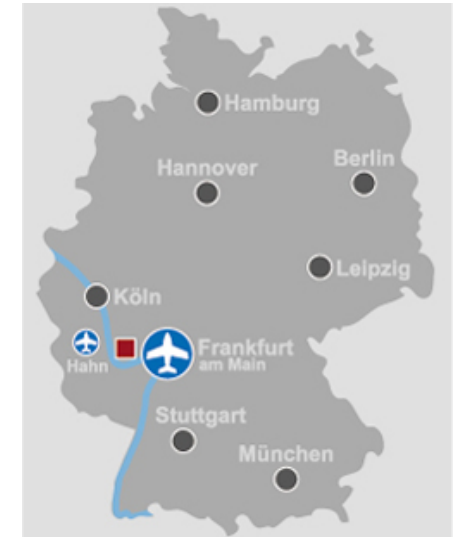 Hamburg
Hannover
Berlin
Leipzig
Köln
Hahn
Frankfurt
am Main
Stuttgart
München